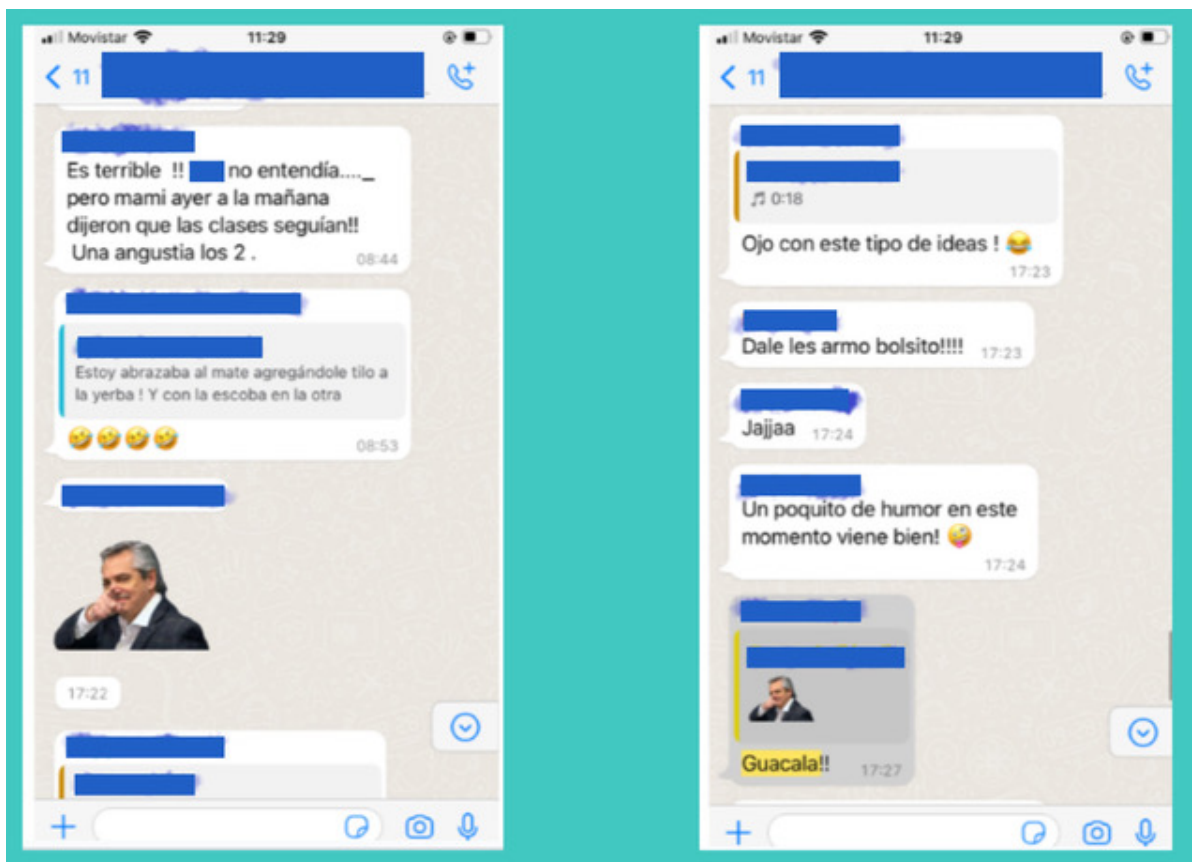 Movistar 11:29
11
Es terrible !! no entendía...._
pero mami ayer a la mañana
dijeron que las clases seguían!!
Una angustia los 2 .
08:44
Estoy abrazaba al mate agregándole tilo a
la yerba ! Y con la escoba en la otra
08:53
17:22
Movistar 11:29
11
0:18
Ojo con este tipo de ideas ! 😂
17:23
Dale les armo bolsito!!!! 17:23
Jajjaa 17:24
Un poquito de humor en este
momento viene bien! 🤪
17:24
Guacala!! 17:27